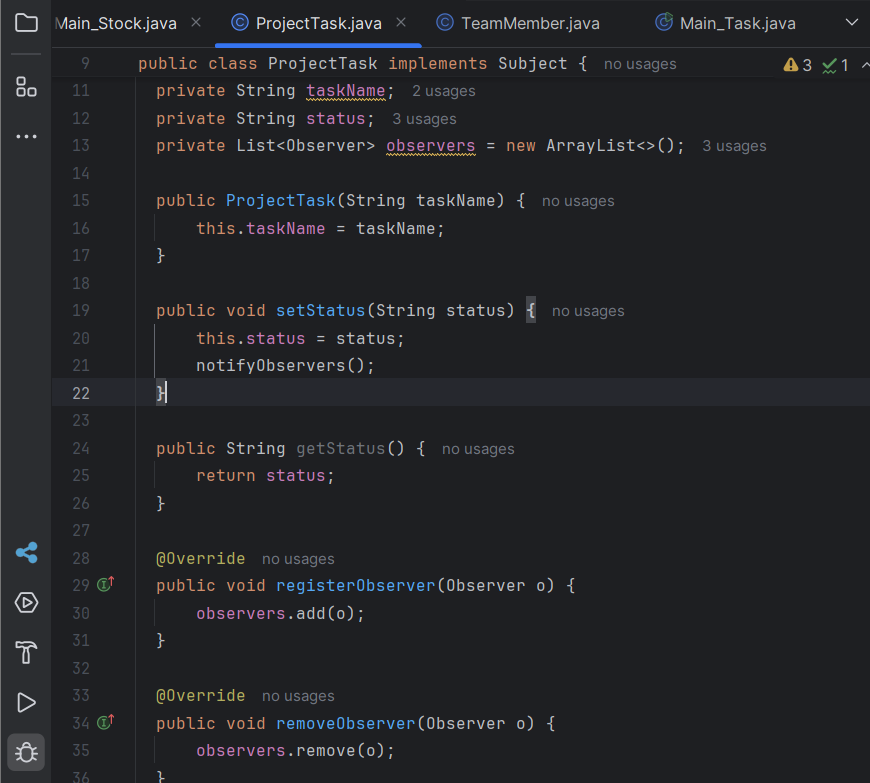 Main_Stock.java ProjectTask.java TeamMember.java Main_Task.java
9 public class ProjectTask implements Subject { no usages 3 1
11 private String taskName; 2 usages
12 private String status; 3 usages
13 private List<Observer> observers = new ArrayList<>(); 3 usages
14
15 public ProjectTask(String taskName) { no usages
16 this.taskName = taskName;
17 }
18
19 public void setStatus(String status) { no usages
20 this.status = status;
21 notifyObservers();
22 }
23
24 public String getStatus() { no usages
25 return status;
26 }
27
28 @Override no usages
29 public void registerObserver(Observer o) {
30 observers.add(o);
31 }
32
33 @Override no usages
34 public void removeObserver(Observer o) {
35 observers.remove(o);
36 }